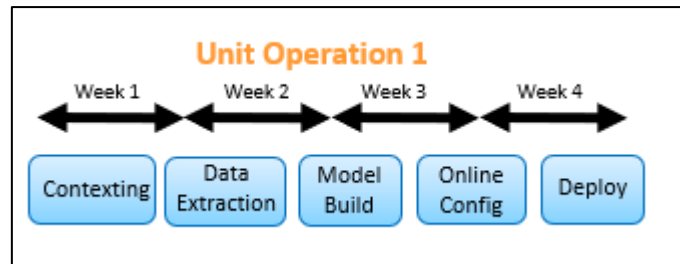 Unit Operation 1
Week 1 Week 2 Week 3 Week 4
Contexting
Data
Extraction
Model
Build
Online
Config
Deploy